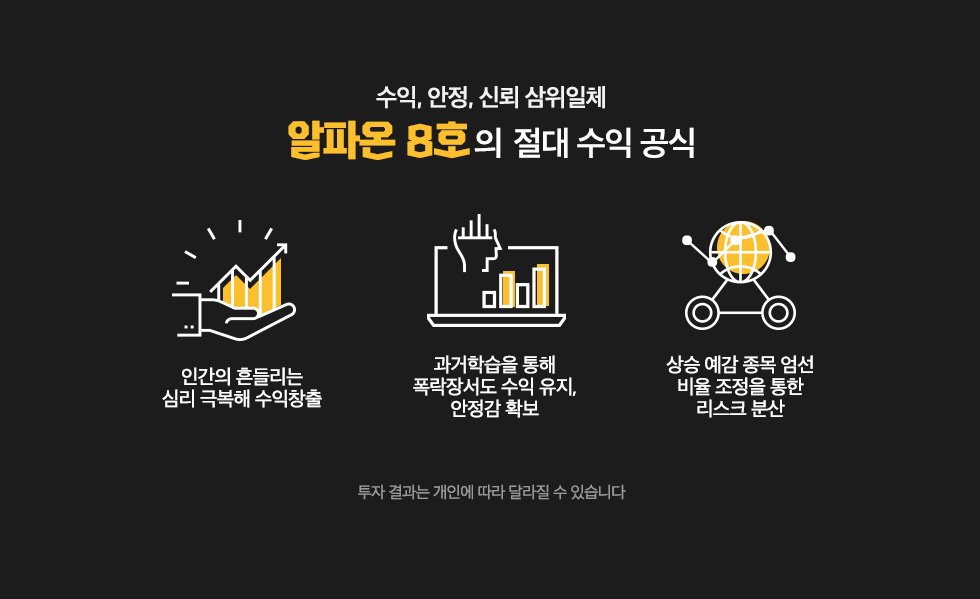 수익, 안정, 신뢰 삼위일체
알파온 8호의 절대 수익 공식
인간의 흔들리는
심리 극복해 수익창출
과거학습을 통해
폭락장서도 수익 유지,
안정감 확보
상승 예감 종목 엄선
비율 조정을 통한
리스크 분산
투자 결과는 개인에 따라 달라질 수 있습니다